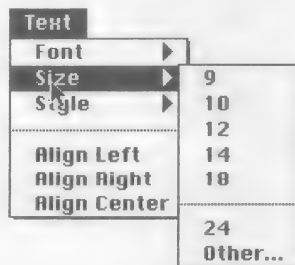 Text
Font
Size
Style
Align Left
Align Right
Align Center
9
10
12
14
18
24
Other...